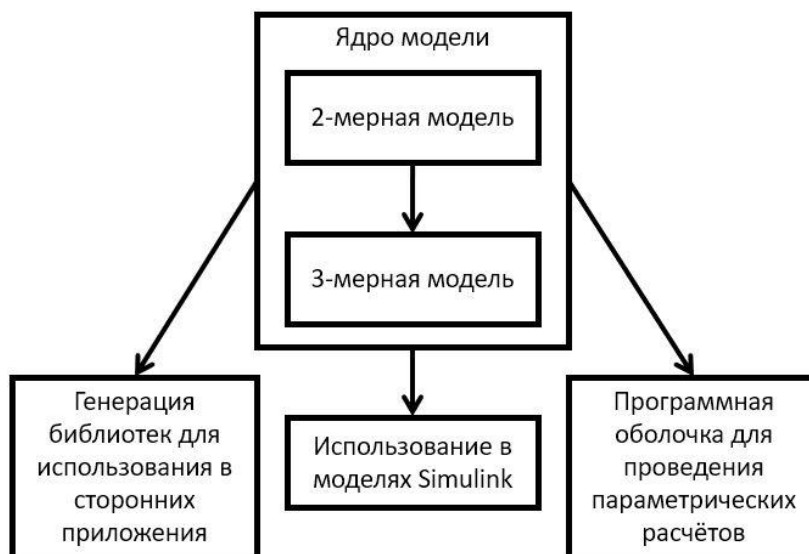 Ядро модели
2-мерная модель
3-мерная модель
Генерация
библиотек для
использования в
сторонних
приложения
Использование в
моделях Simulink
Программная
оболочка для
проведения
параметрических
расчётов